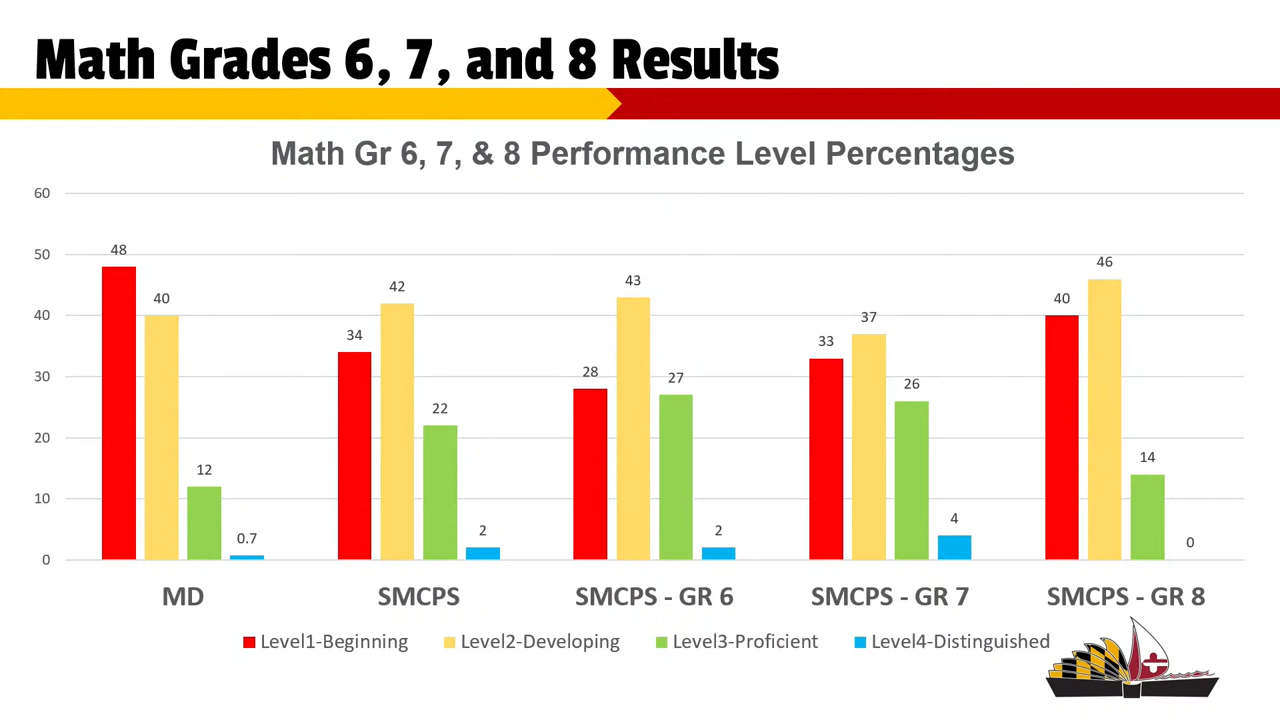 Math Grades 6, 7, and 8 Results
Math Gr 6, 7, & 8 Performance Level Percentages
60
50
40
30
20
10
0
48
40
12
0.7
34
42
22
2
28
43
27
2
33
37
26
4
40
46
14
0
MD
SMCPS
SMCPS - GR 6
SMCPS - GR 7
SMCPS - GR 8
Level1-Beginning
Level2-Developing
Level3-Proficient
Level4-Distinguished